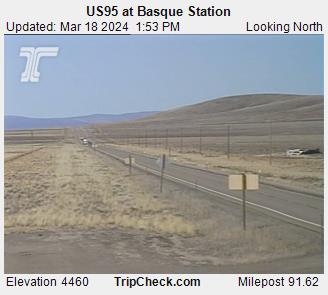 US95 at Basque Station
Updated: Mar 18 2024 1:53 PM Looking North
Elevation 4460 TripCheck.com Milepost 91.62